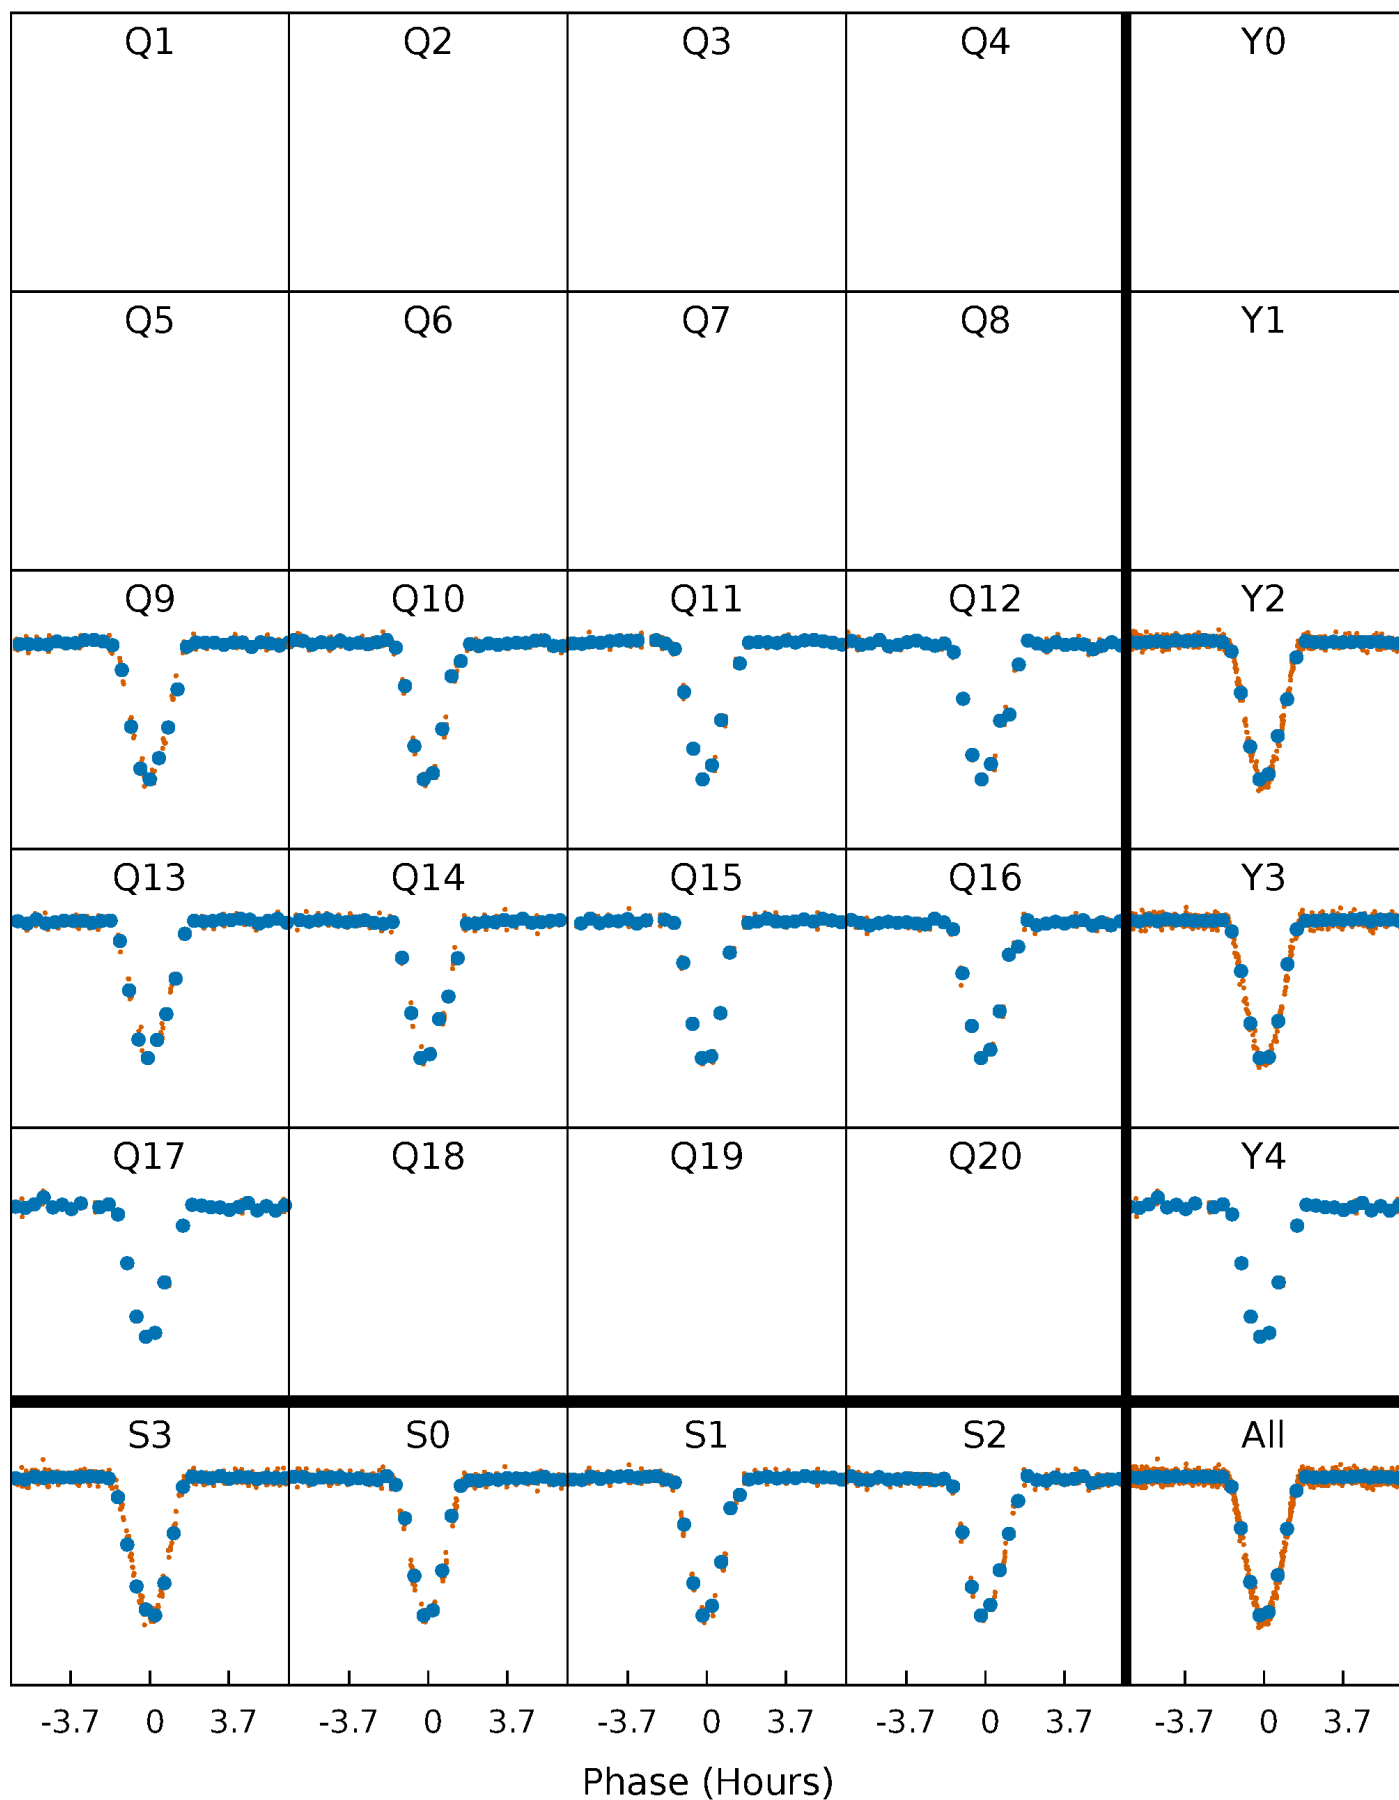 Q1 Q2 Q3 Q4 Y0
Q5 Q6 Q7 Q8 Y1
Q9 Q10 Q11 Q12 Y2
Q13 Q14 Q15 Q16 Y3
Q17 Q18 Q19 Q20 Y4
S3 S0 S1 S2 All
-3.7 0 3.7 -3.7 0 3.7 -3.7 0 3.7 -3.7 0 3.7 -3.7 0 3.7
Phase (Hours)